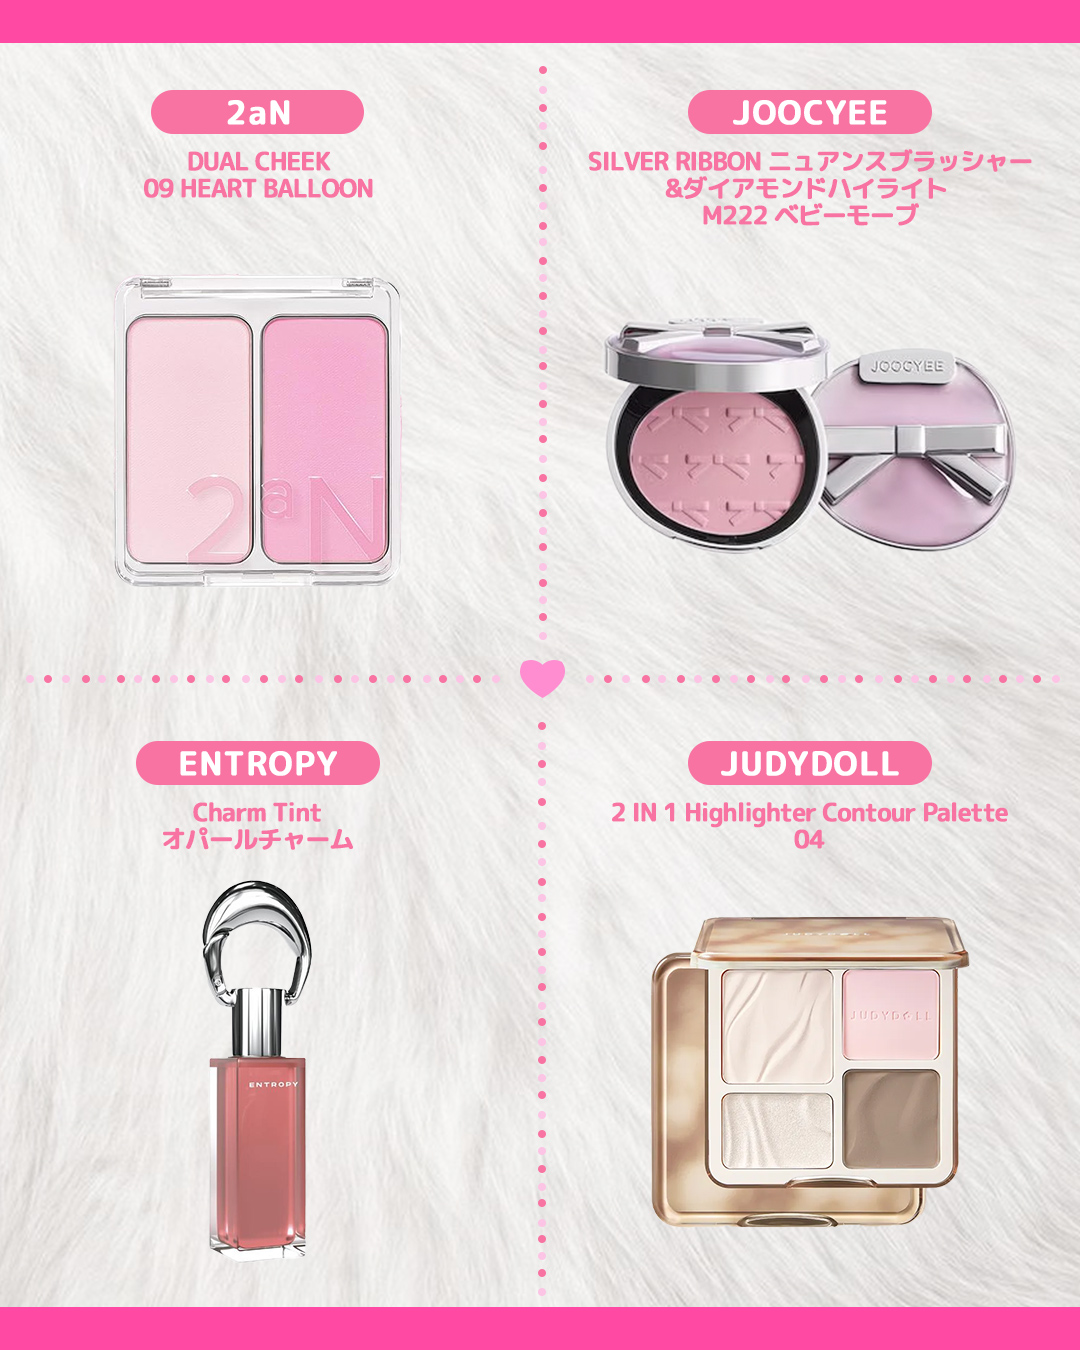 2aN
DUAL CHEEK
09 HEART BALLOON
2aN
JOOCYEE
SILVER RIBBON ニュアンスブラッシャー
&ダイアモンドハイライト
M222 ベビーモーブ
JOOCYEE
ENTROPY
Charm Tint
オパールチャーム
ENTROPY
JUDYDOLL
2 IN 1 Highlighter Contour Palette
04
JUDYDOLL
JUDYDOLL